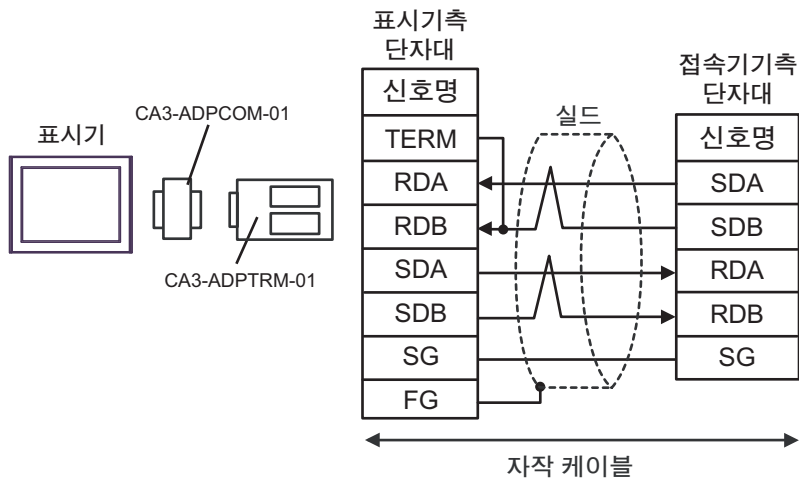 표시기
CA3-ADPCOM-01
CA3-ADPTRM-01
표시기측
단자대
신호명
TERM
RDA
RDB
SDA
SDB
SG
FG
실드
접속기기측
단자대
신호명
SDA
SDB
RDA
RDB
SG
자작 케이블